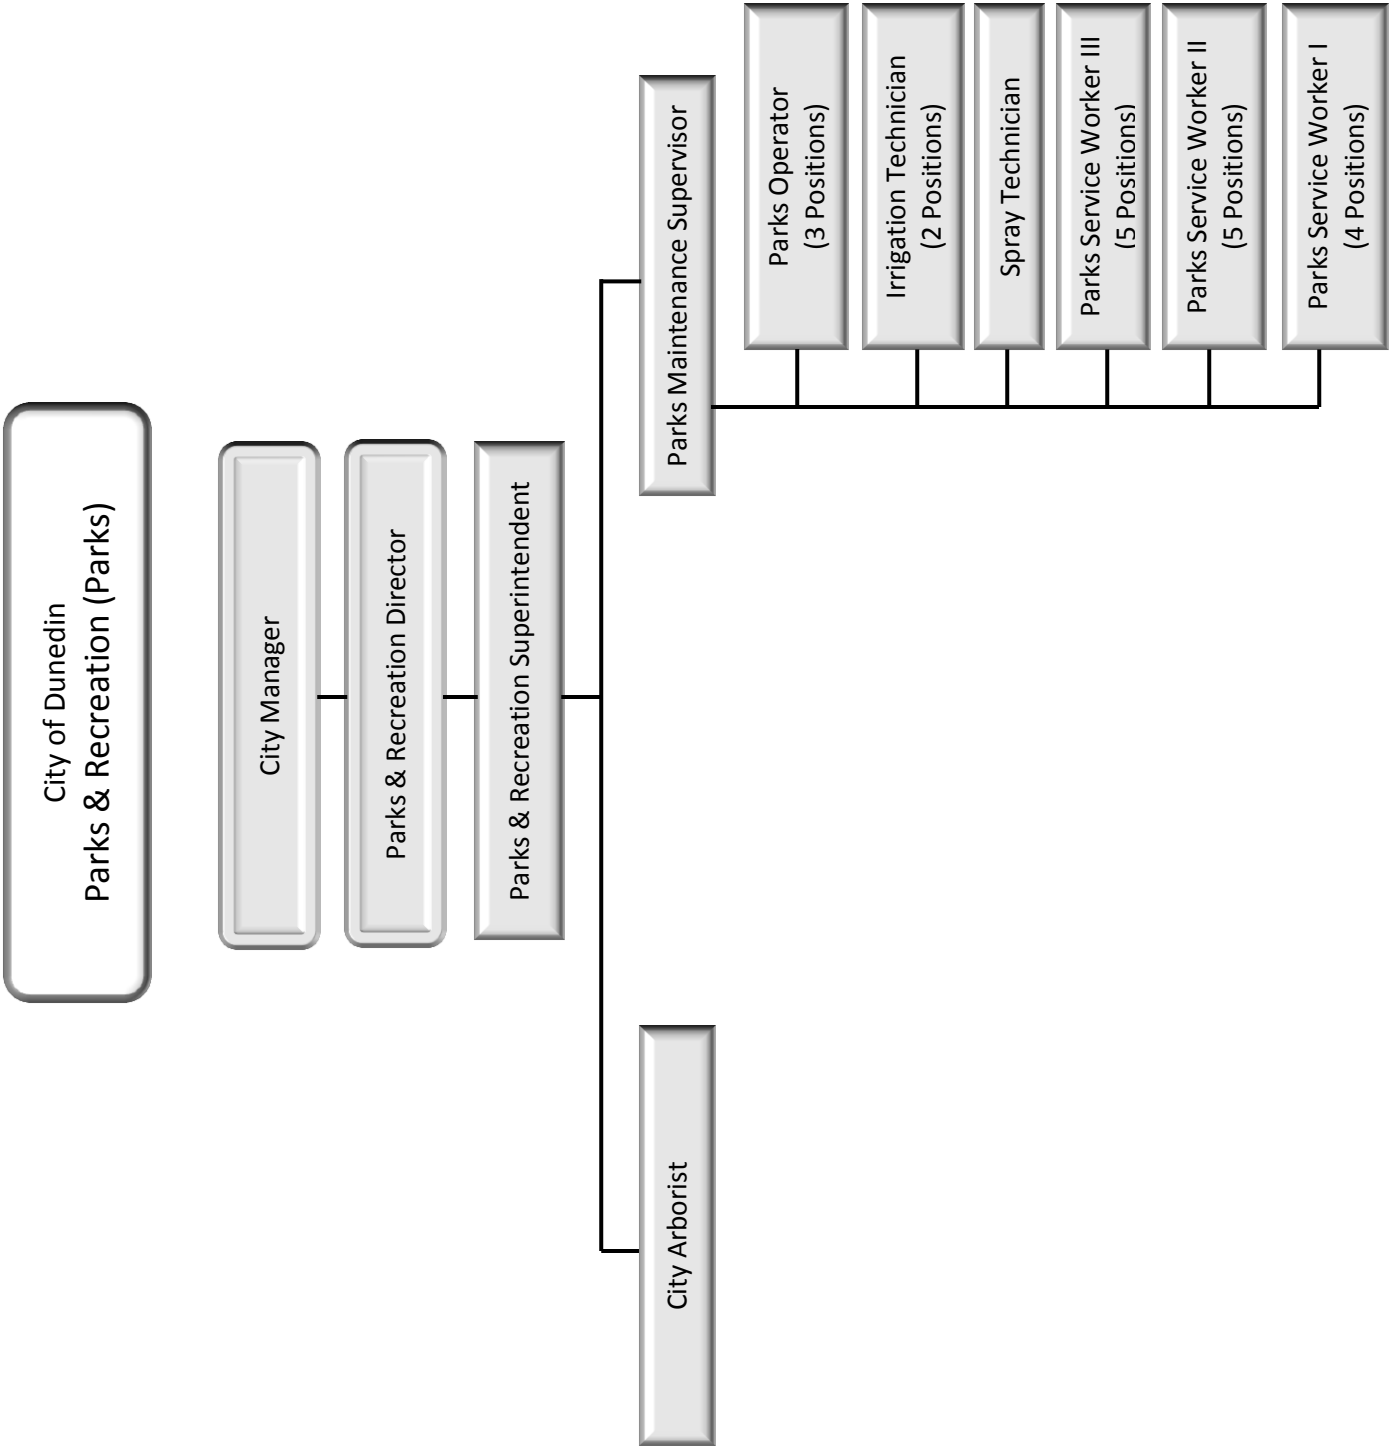 City of Dunedin
Parks & Recreation (Parks)
City Manager
Parks & Recreation Director
Parks & Recreation Superintendent
City Arborist
Parks Maintenance Supervisor
Parks Operator
(3 Positions)
Irrigation Technician
(2 Positions)
Spray Technician
Parks Service Worker III
(5 Positions)
Parks Service Worker II
(5 Positions)
Parks Service Worker I
(4 Positions)